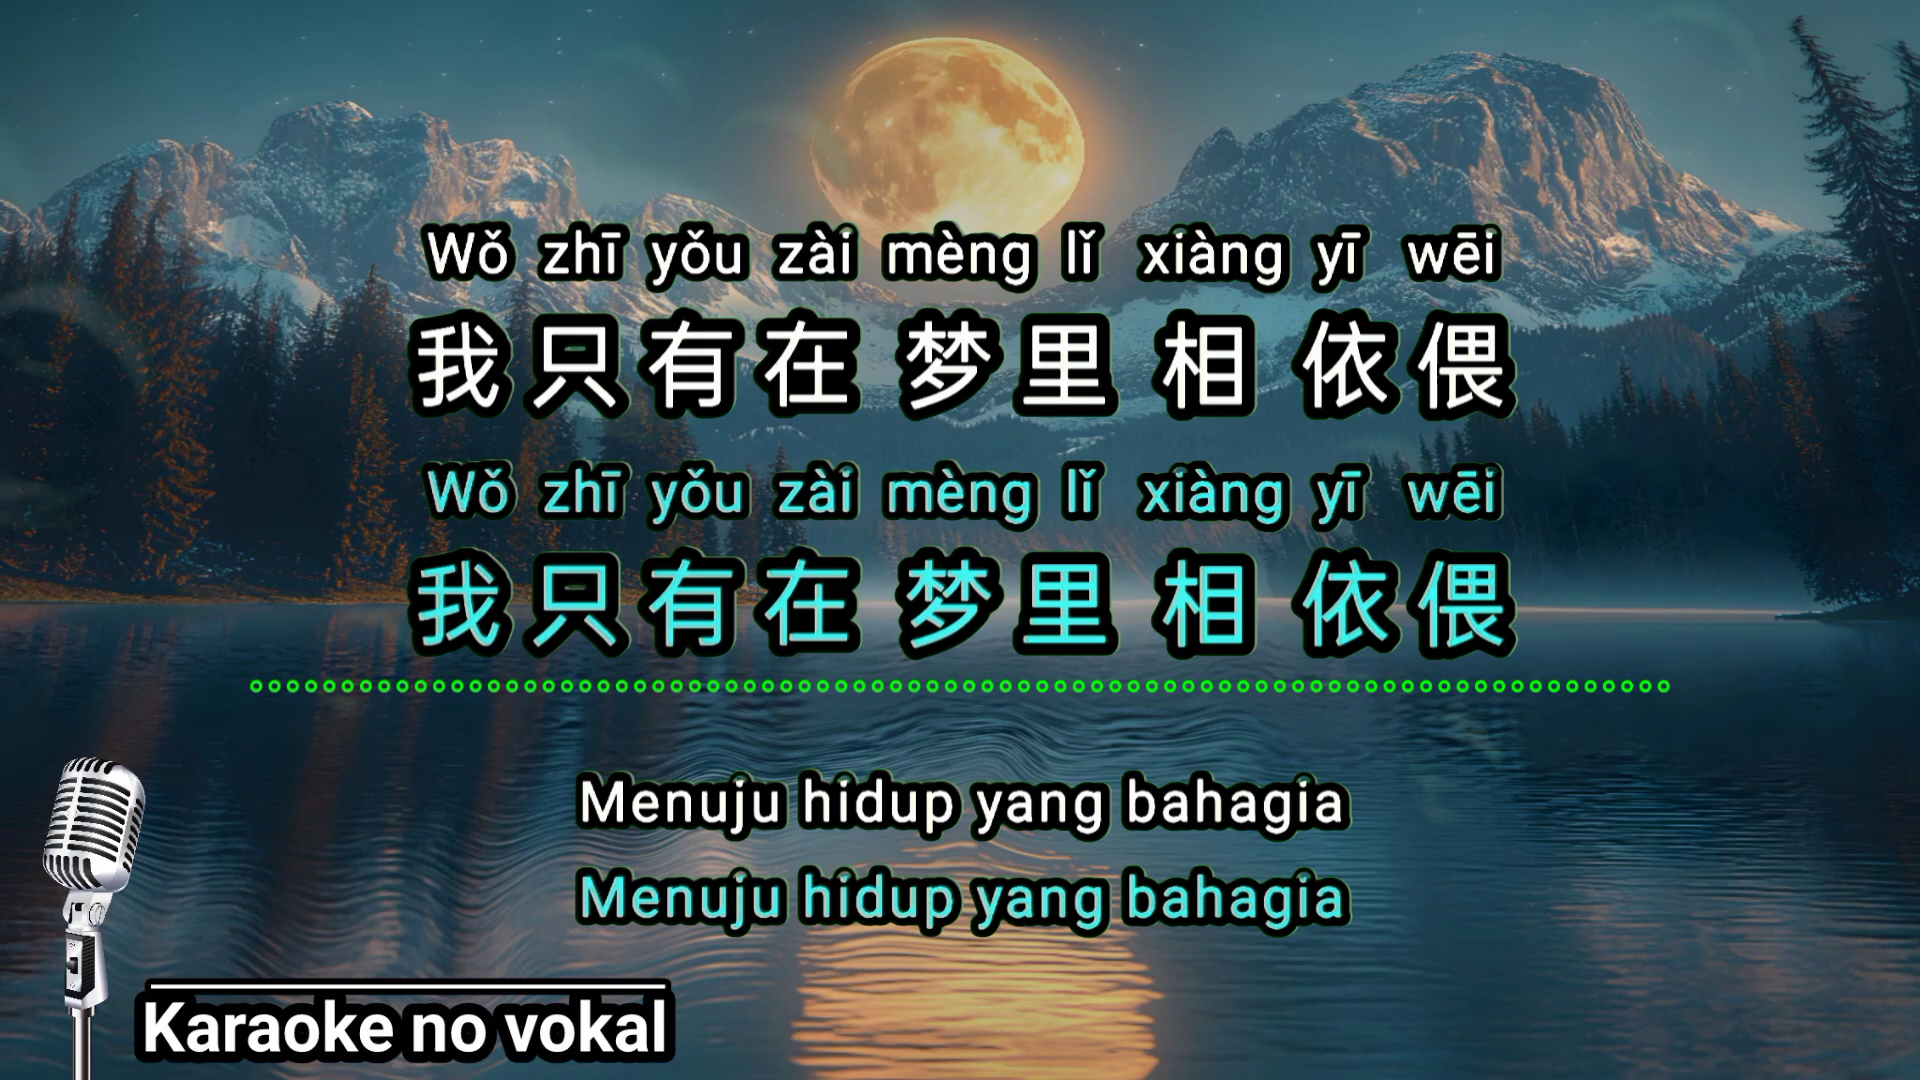 Wǒ zhī yǒu zài mèng lǐ xiàng yī wēi
我只有在 梦里 相 依偎
Wǒ zhī yǒu zài mèng lǐ xiàng yī wēi
我只有在 梦里 相 依偎
Menuju hidup yang bahagia
Menuju hidup yang bahagia
Karaoke no vokal